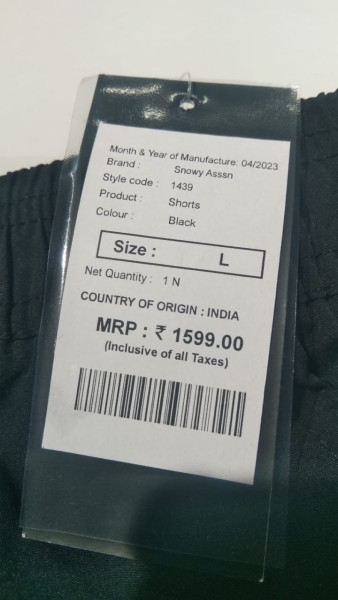 Month & Year of Manufacture: 04/2023
Brand : Snowy Asssn
Style code : 1439
Product : Shorts
Colour : Black
Size : L
Net Quantity : 1 N
COUNTRY OF ORIGIN : INDIA
MRP : ₹ 1599.00
(Inclusive of all Taxes)